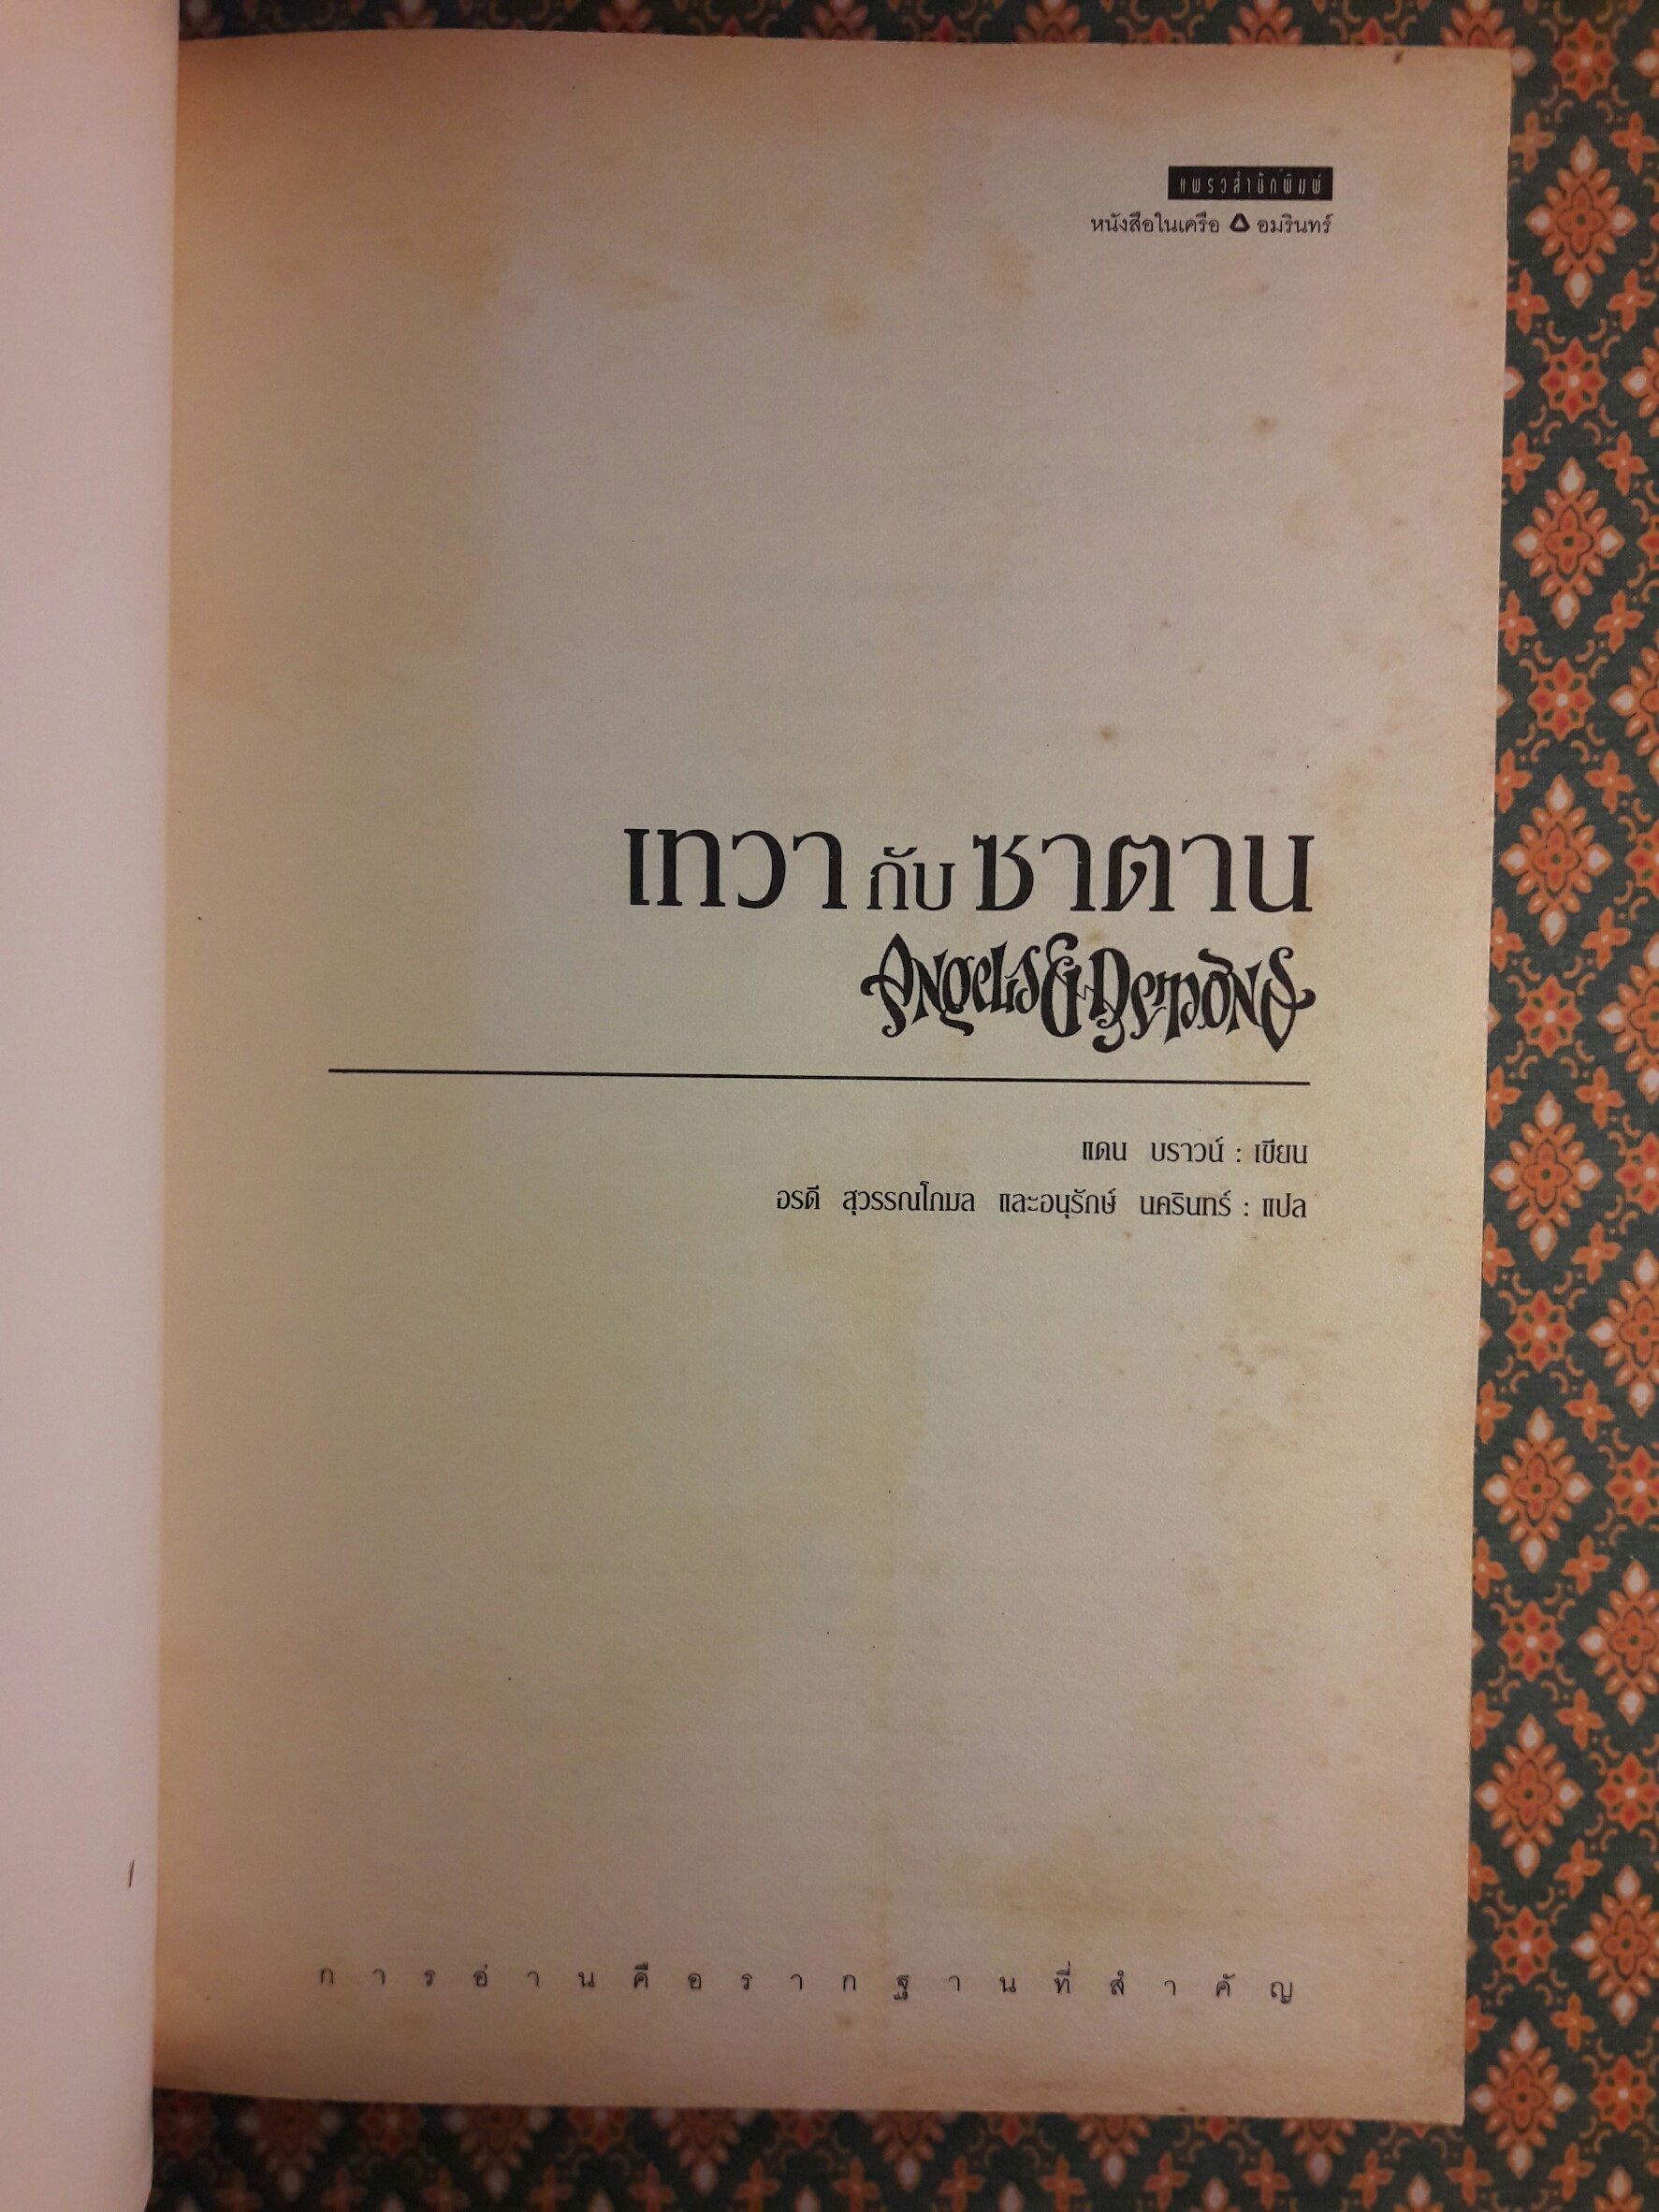 แพรวสำนักพิมพ์
หนังสือในเครือ อมรินทร์
เทวา กับ ซาตาน
ANGELS & DEMONS
แดน บราวน์ : เขียน
อรดี สุวรรณโกมล และอนุรักษ์ นครินทร์ : แปล
การอ่านคือรากฐานที่สำคัญ